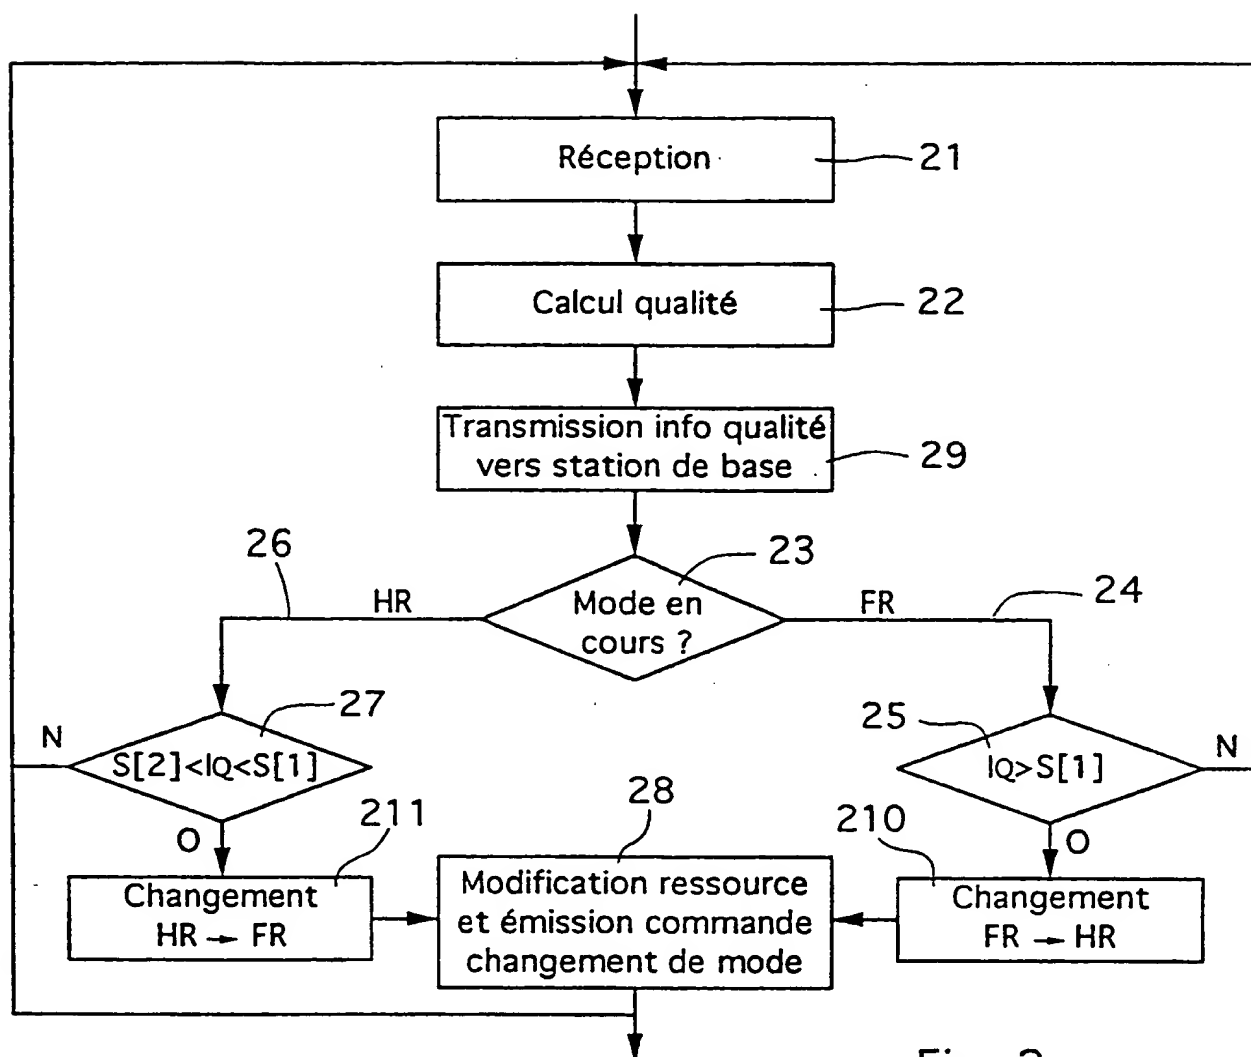 Réception
21
Calcul qualité
22
Transmission info qualité
vers station de base
29
26
23
HR
FR
24
Mode en
cours ?
27
25
N
S[2]<IQ<S[1]
IQ>S[1]
N
O
211
28
210
O
Changement
HR → FR
Modification ressource
et émission commande
changement de mode
Changement
FR → HR